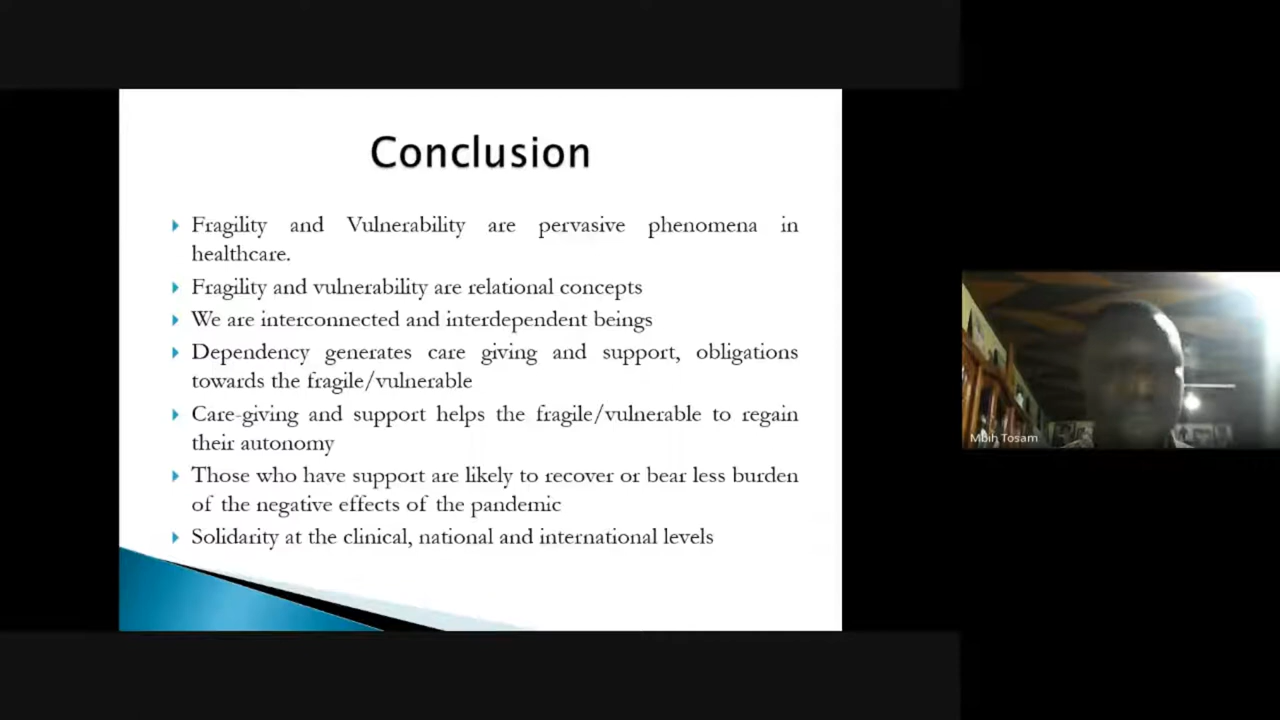 Conclusion
Fragility and Vulnerability are pervasive phenomena in
healthcare.
Fragility and vulnerability are relational concepts
We are interconnected and interdependent beings
Dependency generates care giving and support, obligations
towards the fragile/vulnerable
Care-giving and support helps the fragile/vulnerable to regain
their autonomy
Those who have support are likely to recover or bear less burden
of the negative effects of the pandemic
Solidarity at the clinical, national and international levels
Mbih Tosam